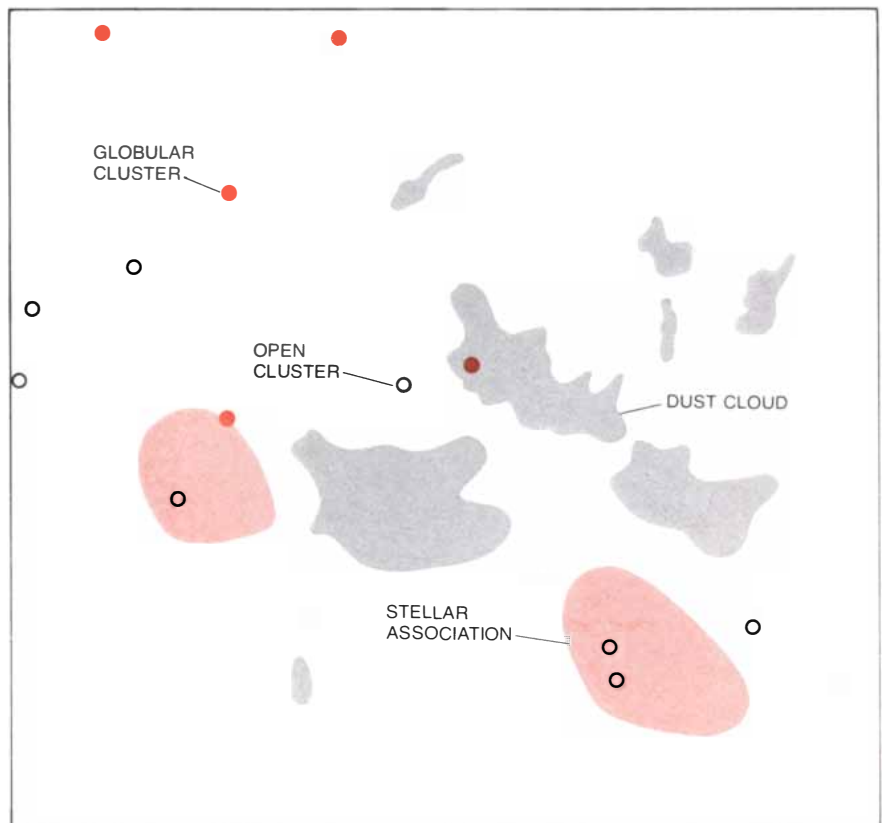 GLOBULAR
CLUSTER
OPEN
CLUSTER
DUST CLOUD
STELLAR
ASSOCIATION